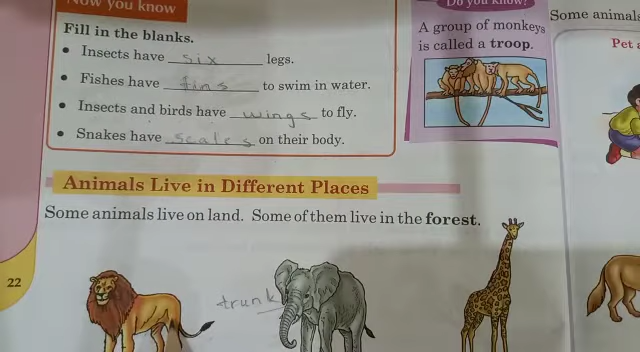 Now you know
Fill in the blanks.
• Insects have six legs.
• Fishes have fins to swim in water.
• Insects and birds have wings to fly.
• Snakes have scales on their body.
Do you know?
A group of monkeys
is called a troop.
Some animals
Pet a
Animals Live in Different Places
Some animals live on land. Some of them live in the forest.
22
trunk